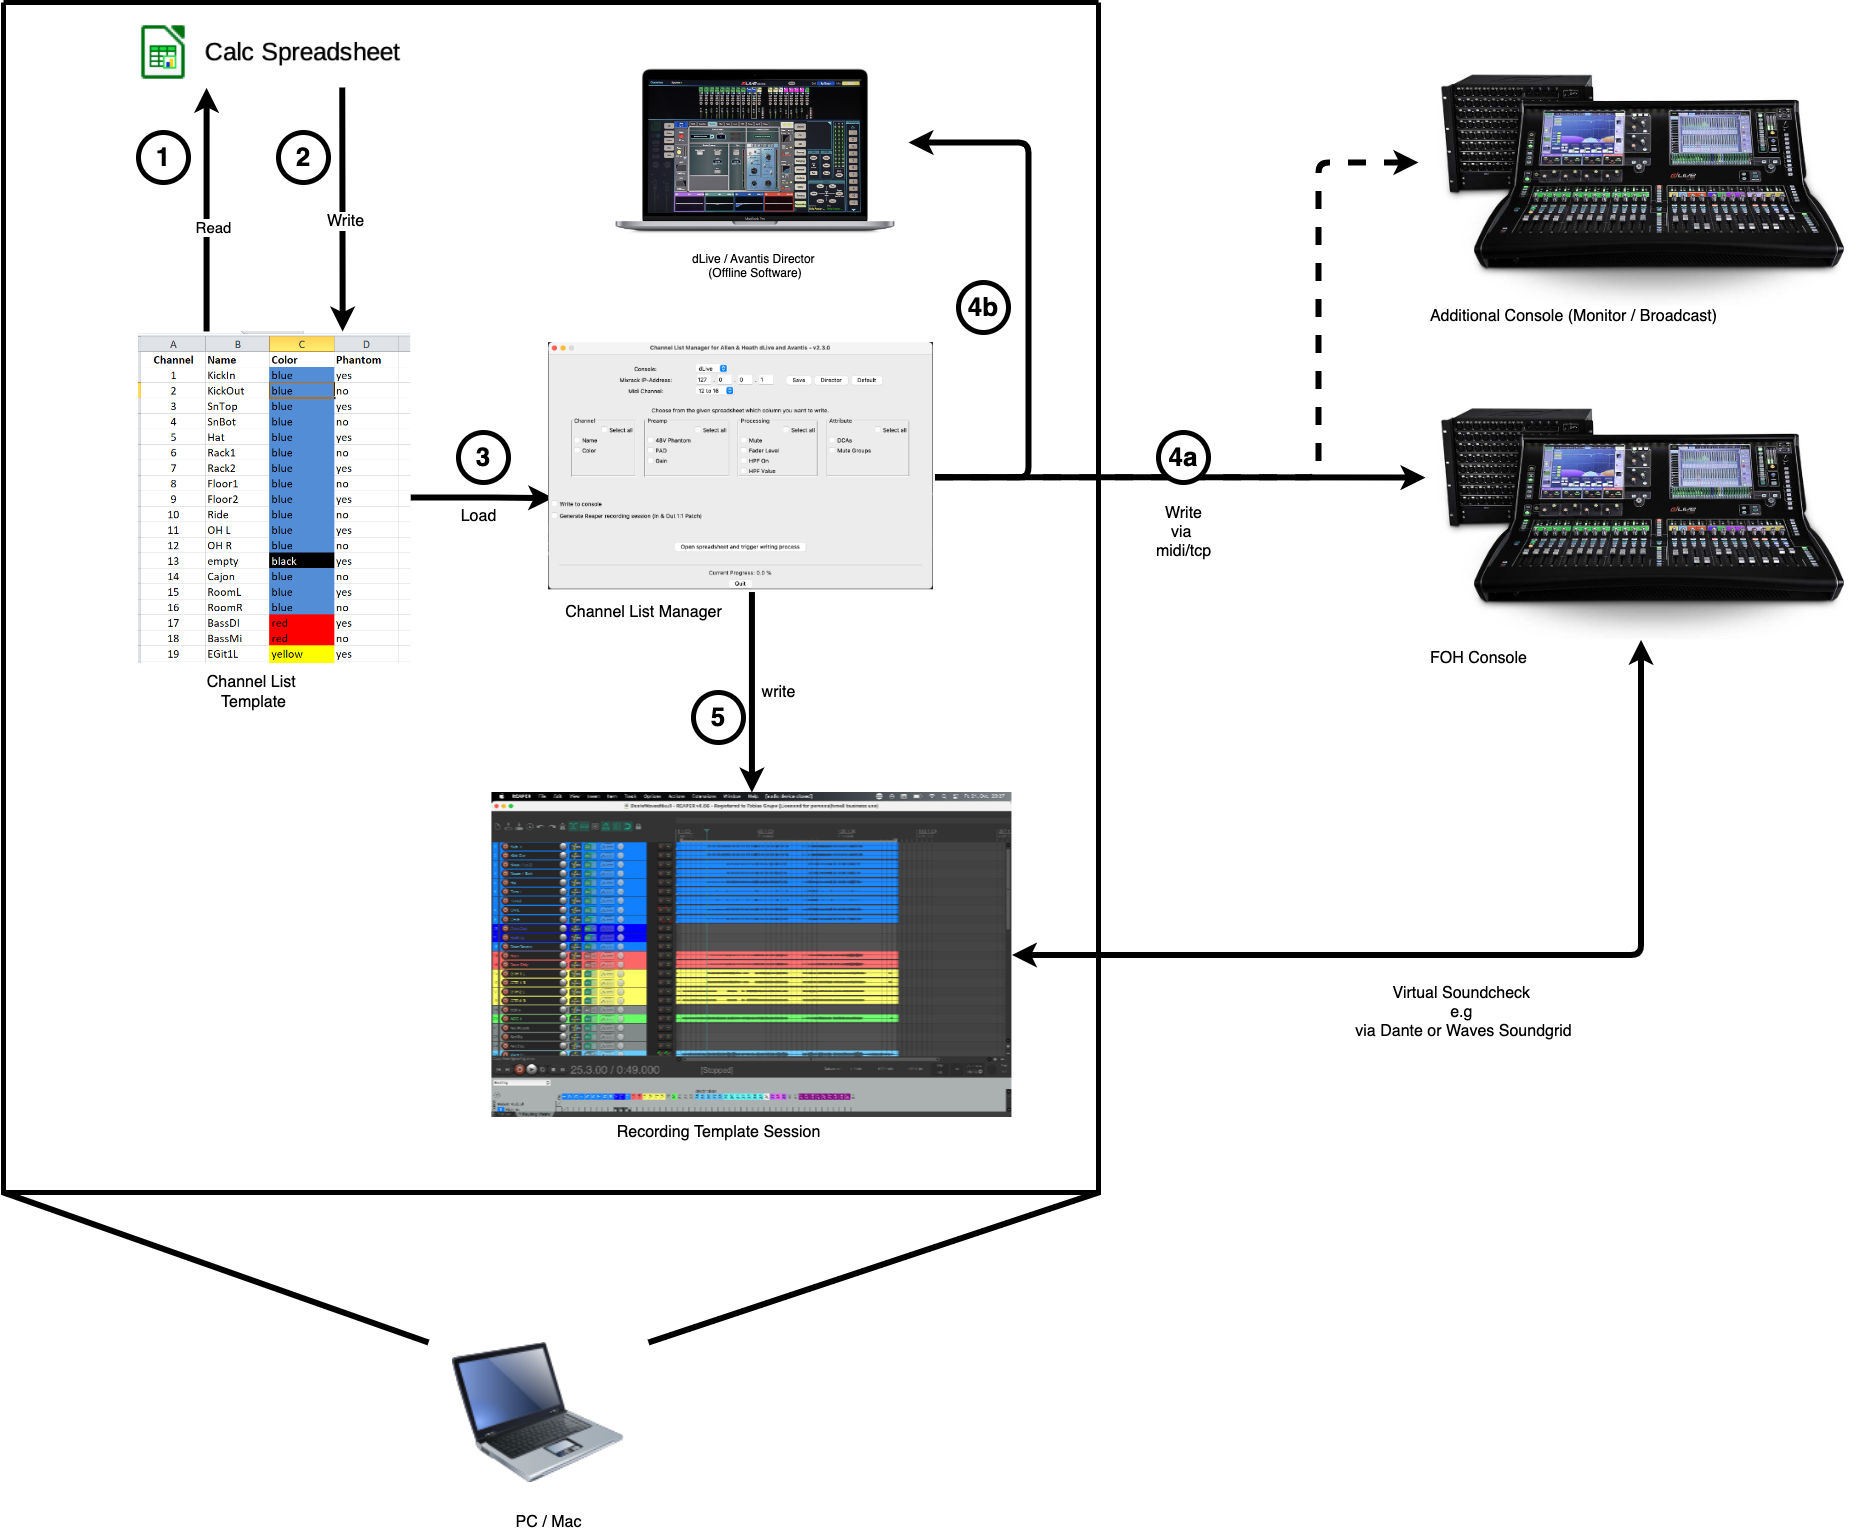 Calc Spreadsheet
1
2
Read
Write
dLive / Avantis Director
(Offline Software)
4b
Additional Console (Monitor / Broadcast)
A B C D
Channel Name Color Phantom
1 KickIn blue yes
2 KickOut blue no
3 SnTop blue yes
4 SnBot blue no
5 Hat blue yes
6 Rack1 blue no
7 Rack2 blue yes
8 Floor1 blue no
9 Floor2 blue yes
10 Ride blue no
11 OH L blue yes
12 OH R blue no
13 empty black yes
14 Cajon blue no
15 RoomL blue yes
16 RoomR blue no
17 BassDI red yes
18 BassMi red no
19 EGit1L yellow yes
Channel List
Template
3
Load
Channel List Manager for Allen & Heath dLive and Avantis - v2.3.0
Console: dLive
Mixrack IP-Address: 127 . 0 . 0 . 1 Save Director Default
Midi Channel: 12 to 16
Choose from the given spreadsheet which column you want to write.
Channel Preamp Processing Attribute
Select all Select all Select all Select all
Name 48V Phantom Mute DCAs
Color PAD Fader Level Mute Groups
Gain HPF On
HPF Value
Write to console
Generate Reaper recording session (In & Out 1:1 Patch)
Open spreadsheet and trigger writing process
Current Progress: 0.0 %
Quit
Channel List Manager
4a
Write
via
midi/tcp
FOH Console
5
write
25.3.00 / 0:49.000
[Stopped]
Recording Template Session
Virtual Soundcheck
e.g
via Dante or Waves Soundgrid
PC / Mac